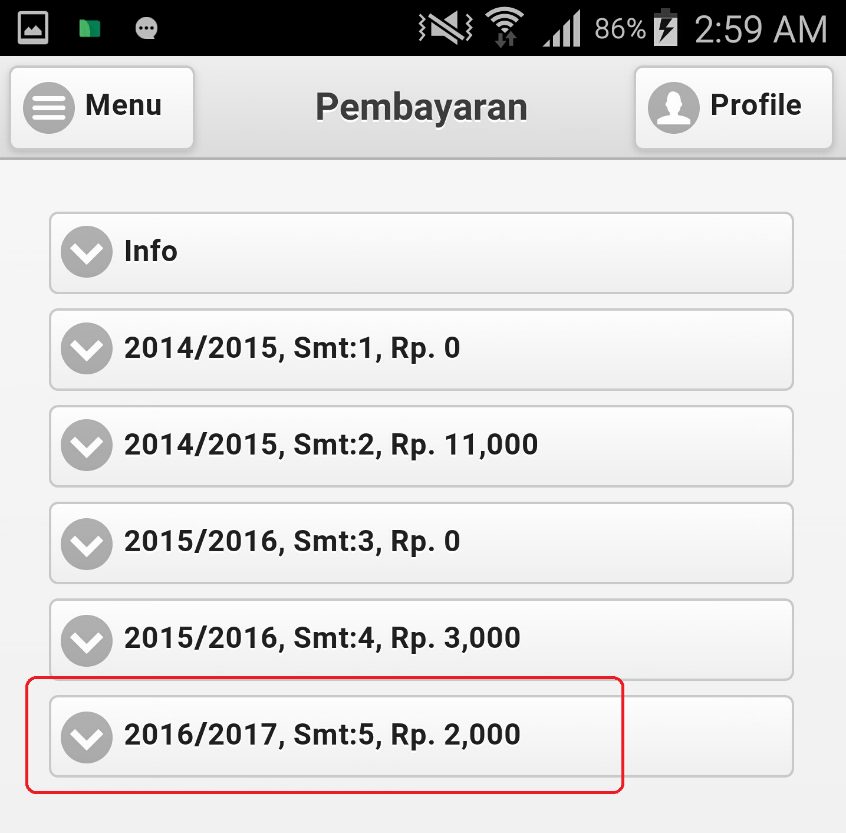 86% 2:59 AM
Menu Pembayaran Profile
Info
2014/2015, Smt:1, Rp. 0
2014/2015, Smt:2, Rp. 11,000
2015/2016, Smt:3, Rp. 0
2015/2016, Smt:4, Rp. 3,000
2016/2017, Smt:5, Rp. 2,000